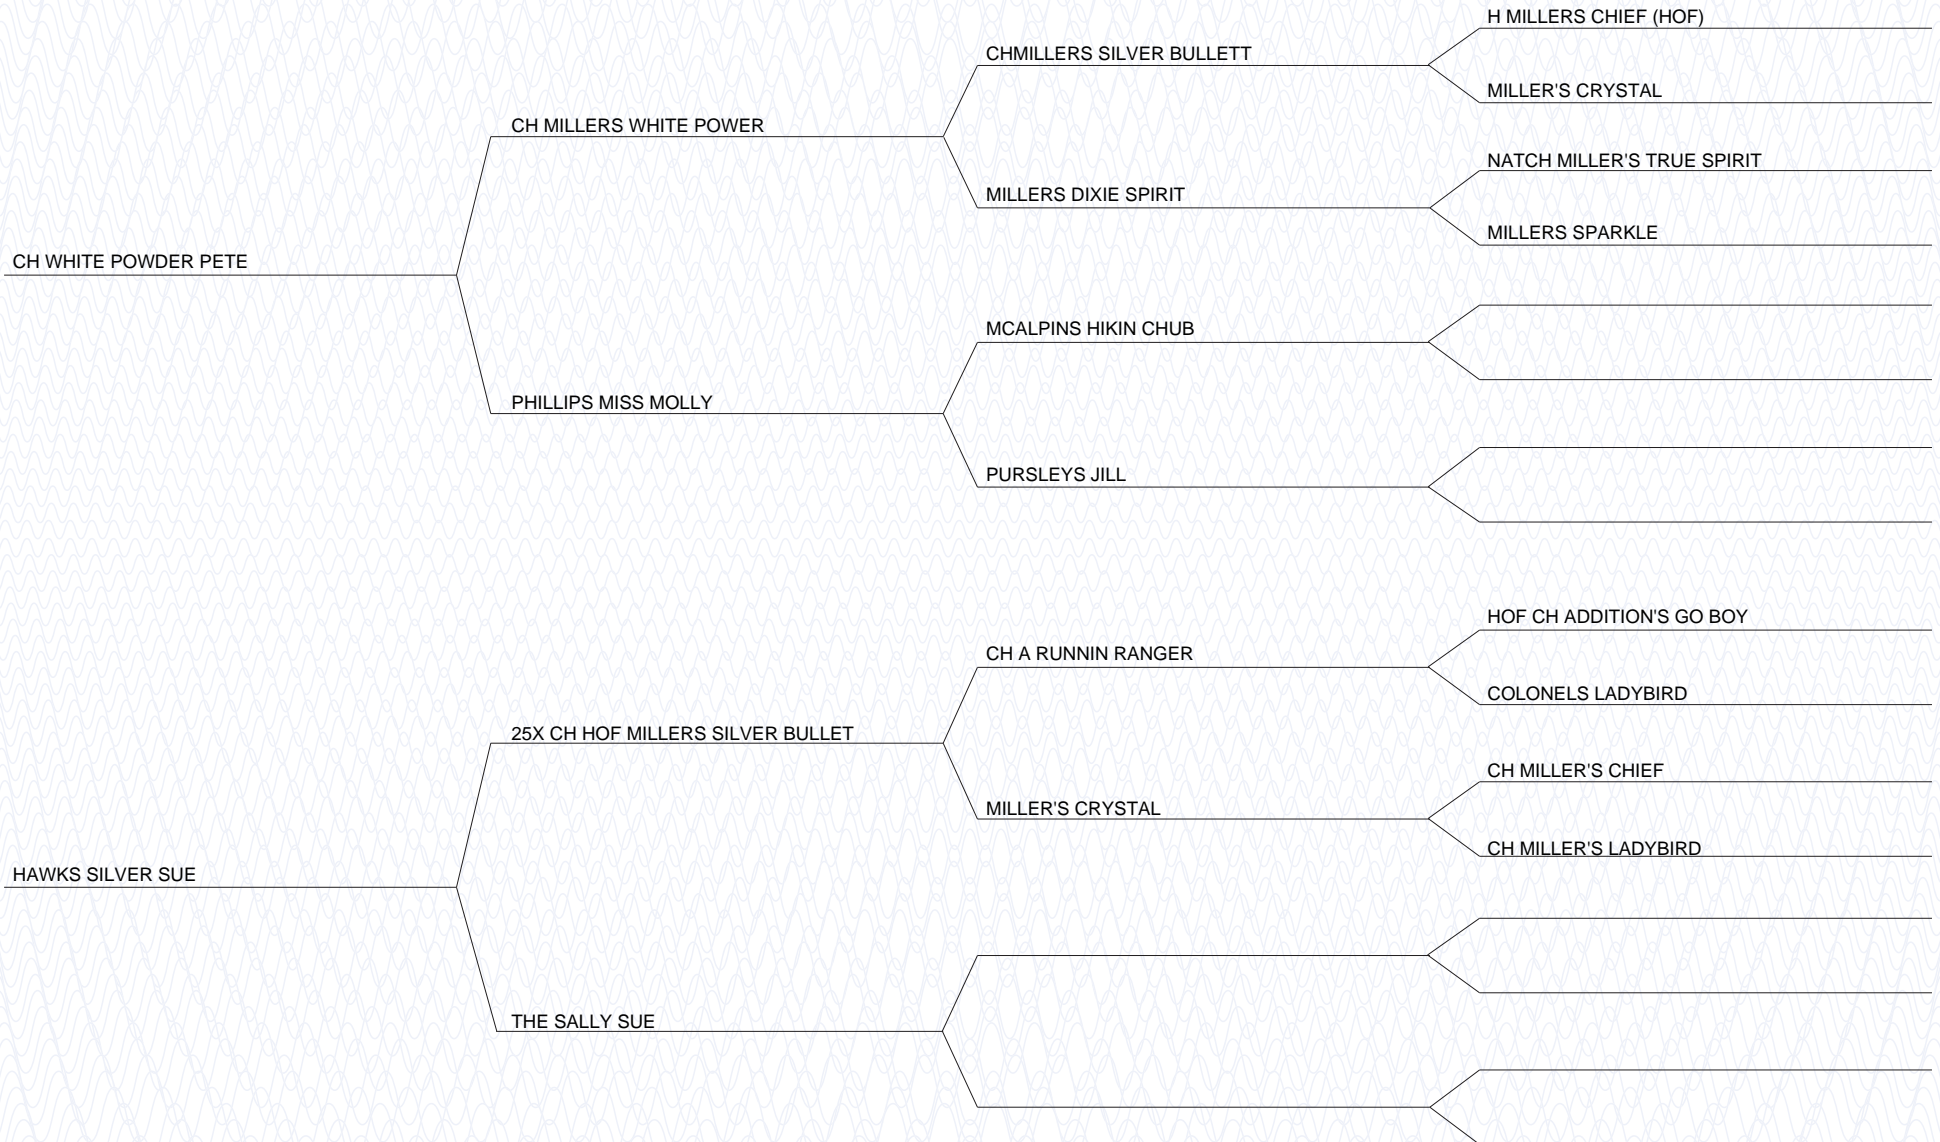 H MILLERS CHIEF (HOF)
CHMILLERS SILVER BULLETT
MILLER'S CRYSTAL
CH MILLERS WHITE POWER
NATCH MILLER'S TRUE SPIRIT
MILLERS DIXIE SPIRIT
MILLERS SPARKLE
CH WHITE POWDER PETE
MCALPINS HIKIN CHUB
PHILLIPS MISS MOLLY
PURSLEYS JILL
HOF CH ADDITION'S GO BOY
CH A RUNNIN RANGER
COLONELS LADYBIRD
25X CH HOF MILLERS SILVER BULLET
CH MILLER'S CHIEF
MILLER'S CRYSTAL
CH MILLER'S LADYBIRD
HAWKS SILVER SUE
THE SALLY SUE